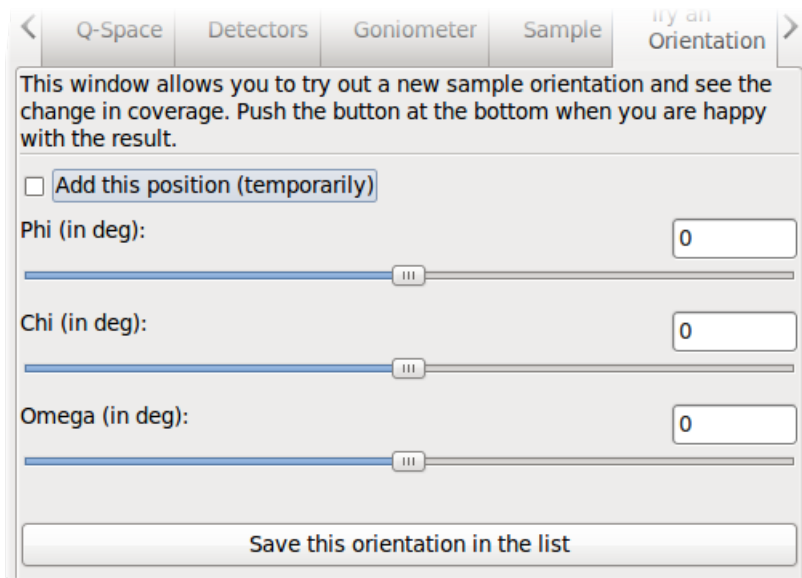 Q-Space Detectors Goniometer Sample Try an
Orientation
This window allows you to try out a new sample orientation and see the
change in coverage. Push the button at the bottom when you are happy
with the result.
Add this position (temporarily)
Phi (in deg):
0
Chi (in deg):
0
Omega (in deg):
0
Save this orientation in the list